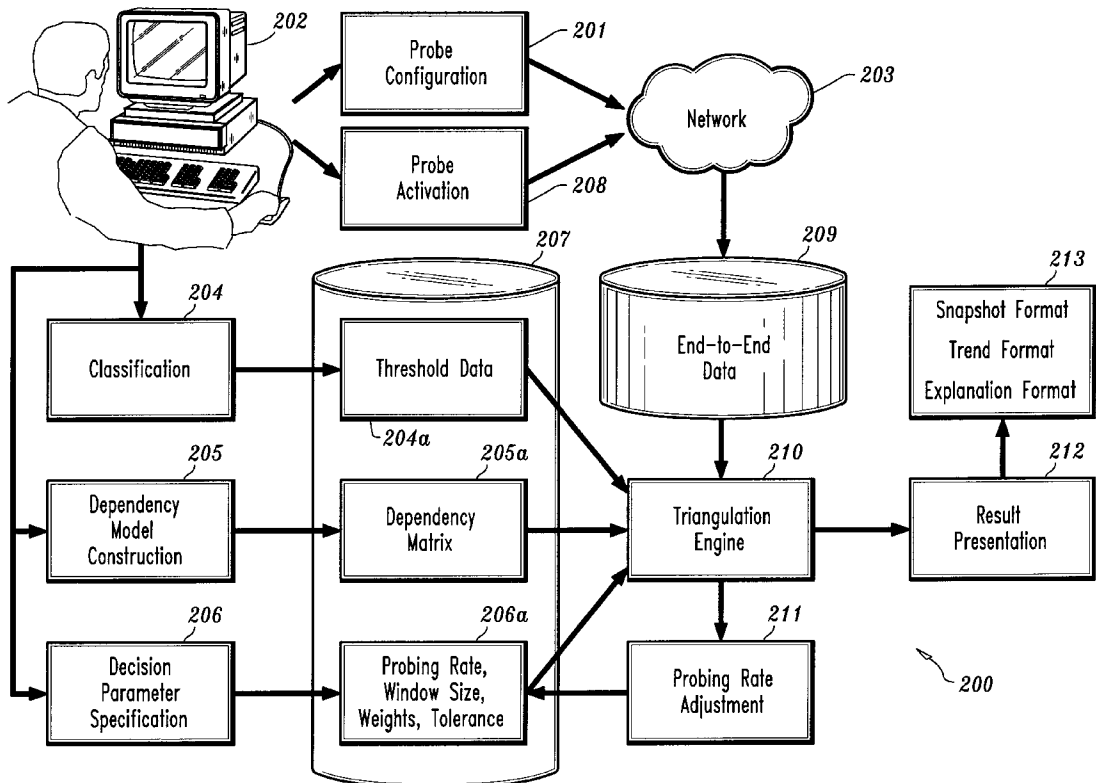 202
Probe
Configuration
201
Network
203
Probe
Activation
208
207
209
End-to-End
Data
213
Snapshot Format
Trend Format
Explanation Format
204
Classification
Threshold Data
204a
205
Dependency
Model
Construction
205a
Dependency
Matrix
210
Triangulation
Engine
212
Result
Presentation
206
Decision
Parameter
Specification
206a
Probing Rate,
Window Size,
Weights, Tolerance
211
Probing Rate
Adjustment
200